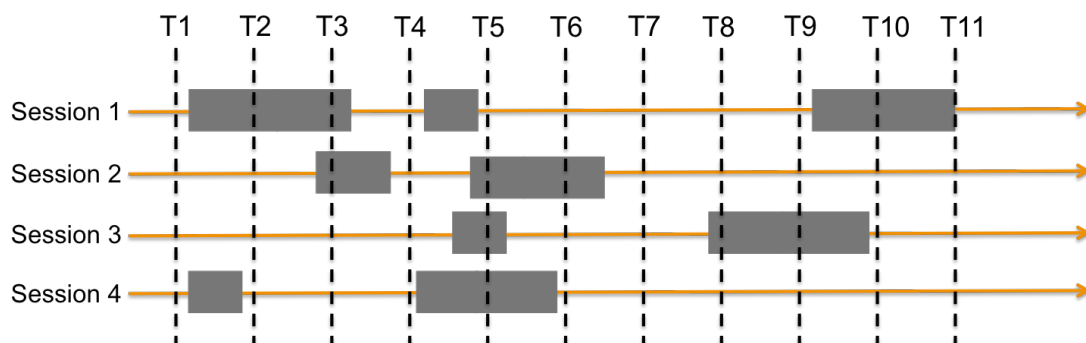 T1 T2 T3 T4 T5 T6 T7 T8 T9 T10 T11
Session 1
Session 2
Session 3
Session 4